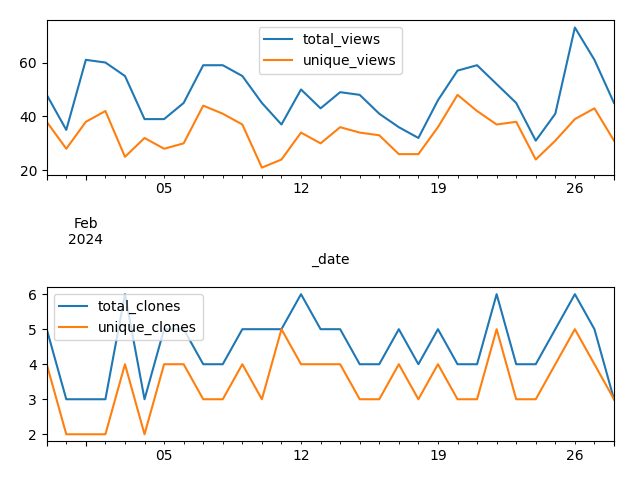 total_views
unique_views
60
40
20
05 12 19 26
Feb
2024
_date
total_clones
unique_clones
6
5
4
3
2
05 12 19 26